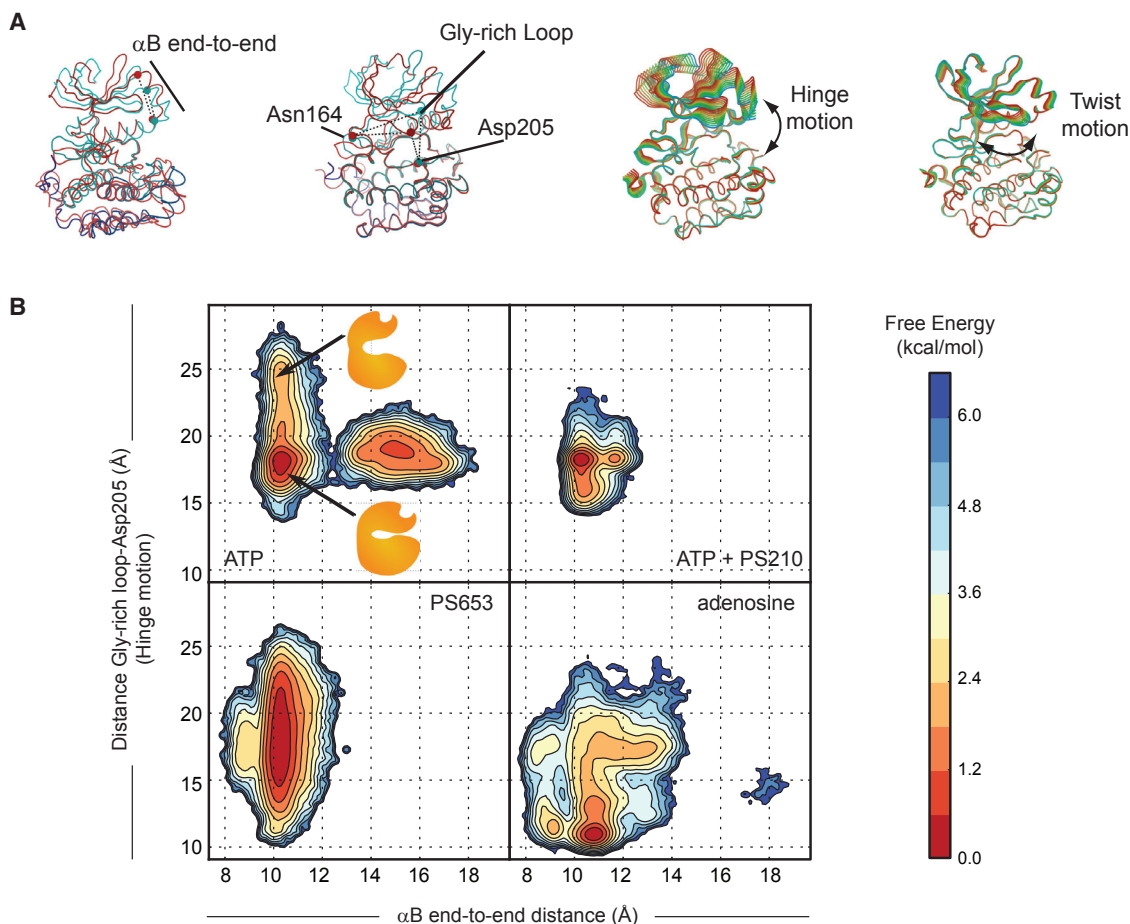 A
αB end-to-end
Gly-rich Loop
Asn164
Asp205
Hinge
motion
Twist
motion
B
Distance Gly-rich loop-Asp205 (Å)
(Hinge motion)
25
20
15
10
ATP
ATP + PS210
25
20
15
10
PS653
adenosine
8 10 12 14 16 18
8 10 12 14 16 18
αB end-to-end distance (Å)
Free Energy
(kcal/mol)
6.0
4.8
3.6
2.4
1.2
0.0